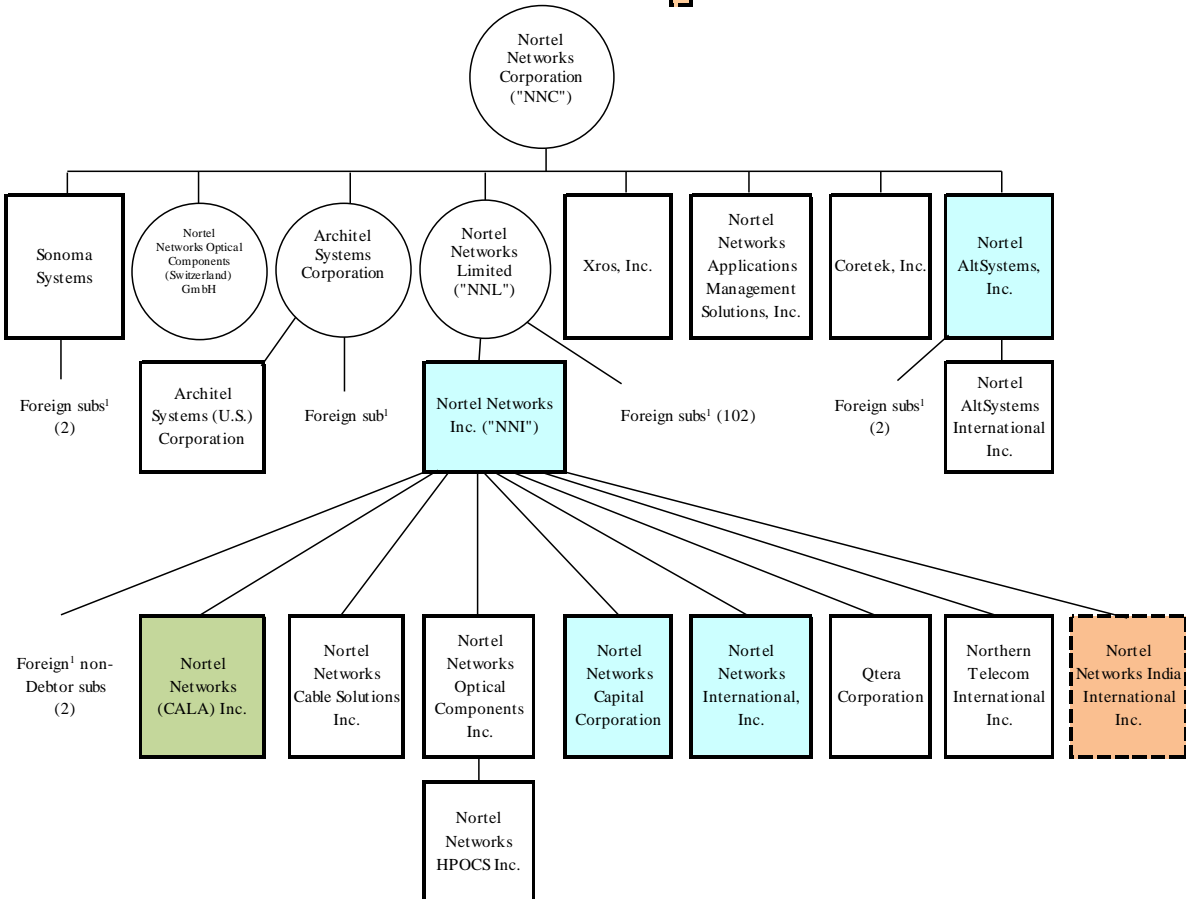 Nortel
Networks
Corporation
("NNC")
Sonoma
Systems
Nortel
Networks Optical
Components
(Switzerland)
GmbH
Architel
Systems
Corporation
Nortel
Networks
Limited
("NNL")
Xros, Inc.
Nortel
Networks
Applications
Management
Solutions, Inc.
Coretek, Inc.
Nortel
AltSystems,
Inc.
Foreign subs¹
(2)
Architel
Systems (U.S.)
Corporation
Foreign sub¹
Nortel Networks
Inc. ("NNI")
Foreign subs¹ (102)
Foreign subs¹
(2)
Nortel
AltSystems
International
Inc.
Foreign¹ non-
Debtor subs
(2)
Nortel
Networks
(CALA) Inc.
Nortel
Networks
Cable Solutions
Inc.
Nortel
Networks
Optical
Components
Inc.
Nortel
Networks
Capital
Corporation
Nortel
Networks
International,
Inc.
Qtera
Corporation
Northern
Telecom
International
Inc.
Nortel
Networks India
International
Inc.
Nortel
Networks
HPOCS Inc.